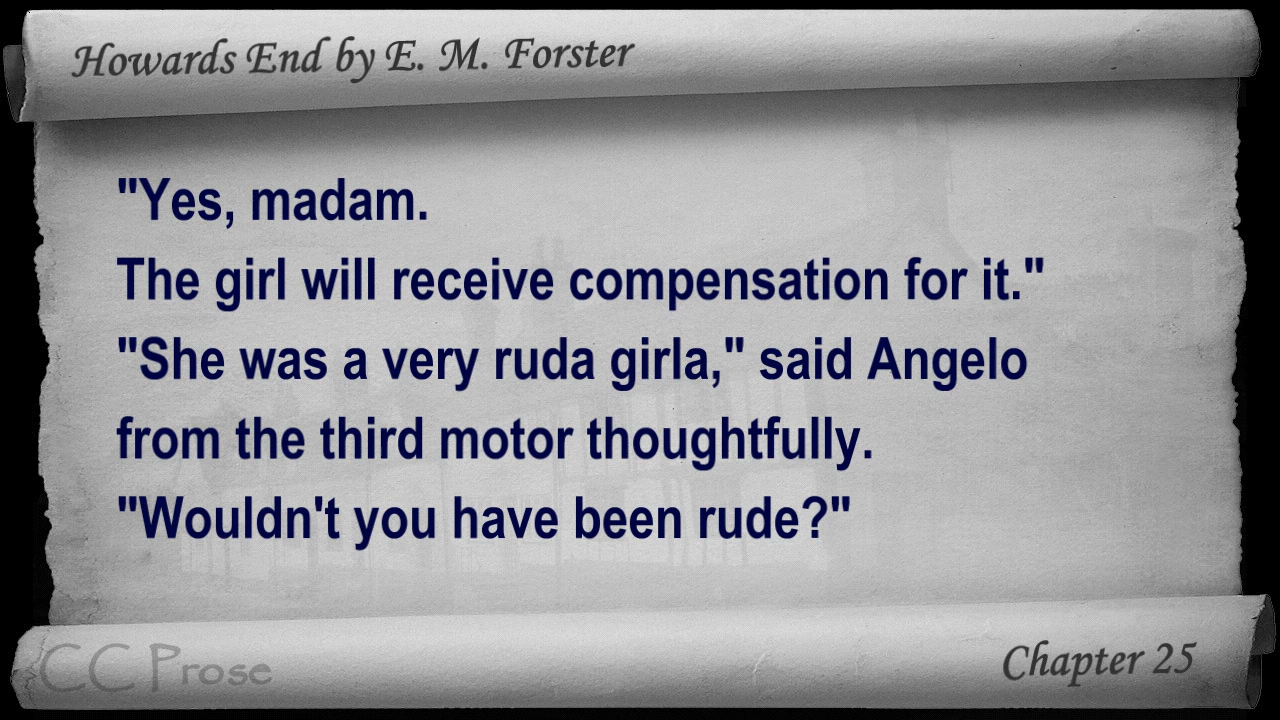 Howards End by E. M. Forster
"Yes, madam.
The girl will receive compensation for it."
"She was a very ruda girla," said Angelo
from the third motor thoughtfully.
"Wouldn't you have been rude?"
CC Prose
Chapter 25